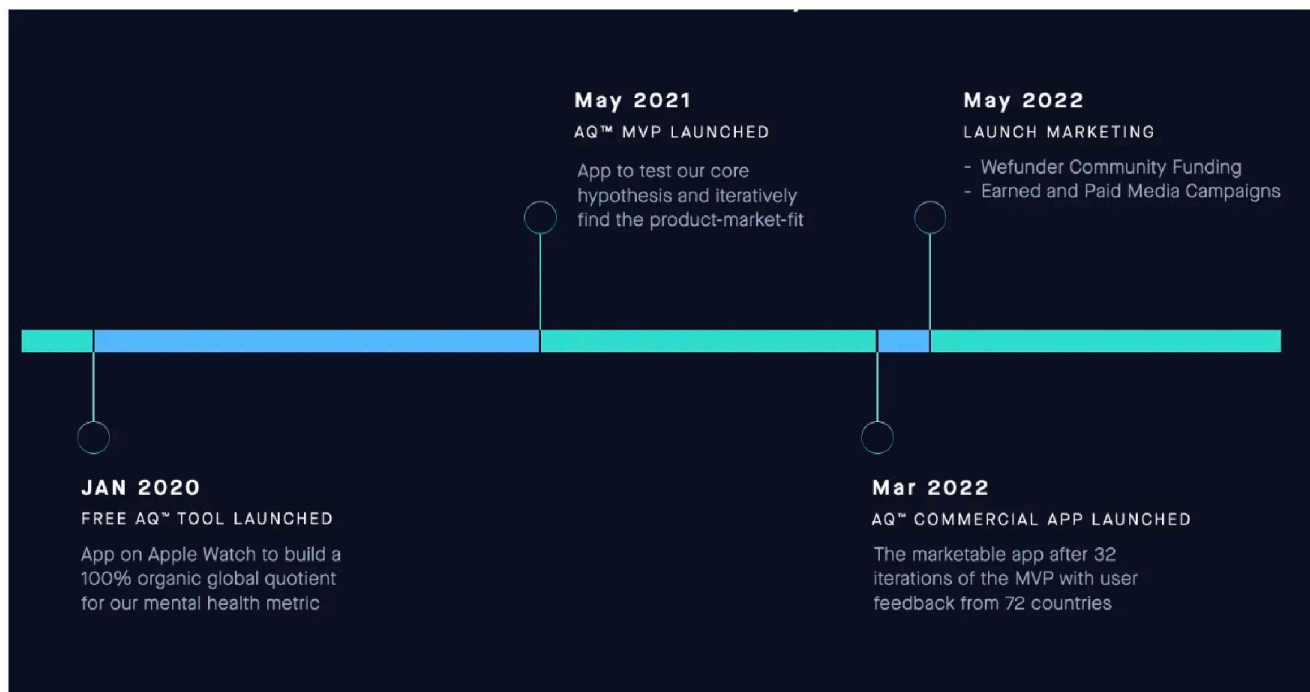 May 2021
AQ™ MVP LAUNCHED
App to test our core
hypothesis and iteratively
find the product-market-fit
May 2022
LAUNCH MARKETING
- Wefunder Community Funding
- Earned and Paid Media Campaigns
JAN 2020
FREE AQ™ TOOL LAUNCHED
App on Apple Watch to build a
100% organic global quotient
for our mental health metric
Mar 2022
AQ™ COMMERCIAL APP LAUNCHED
The marketable app after 32
iterations of the MVP with user
feedback from 72 countries